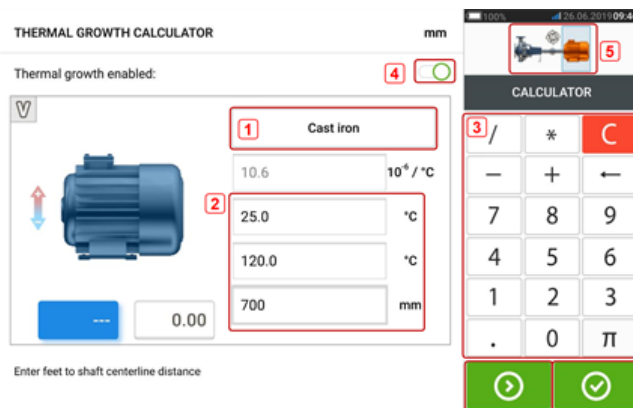 THERMAL GROWTH CALCULATOR mm
Thermal growth enabled: 4
V
1 Cast iron
10.6 10⁻⁶ / °C
2
25.0 °C
120.0 °C
700 mm
--- 0.00
Enter feet to shaft centerline distance
100% 26.06.2019 09:4
5
CALCULATOR
3 / * C
− + ←
7 8 9
4 5 6
1 2 3
. 0 π